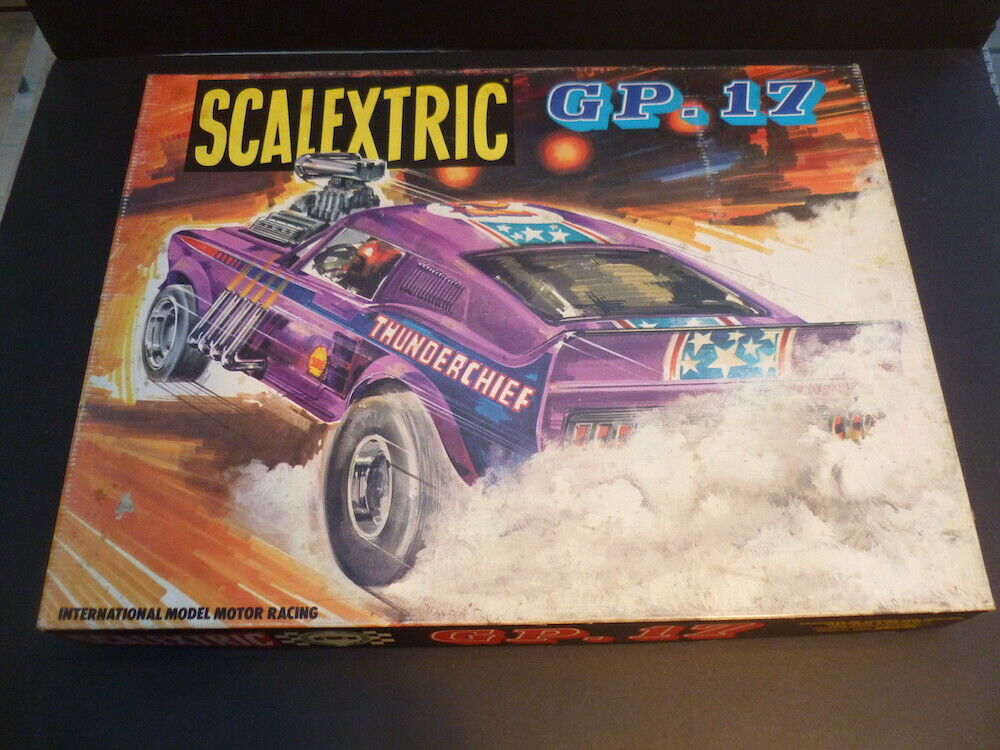 SCALEXTRIC
GP. 17
THUNDERCHIEF
INTERNATIONAL MODEL MOTOR RACING
SCALEXTRIC
GP. 17